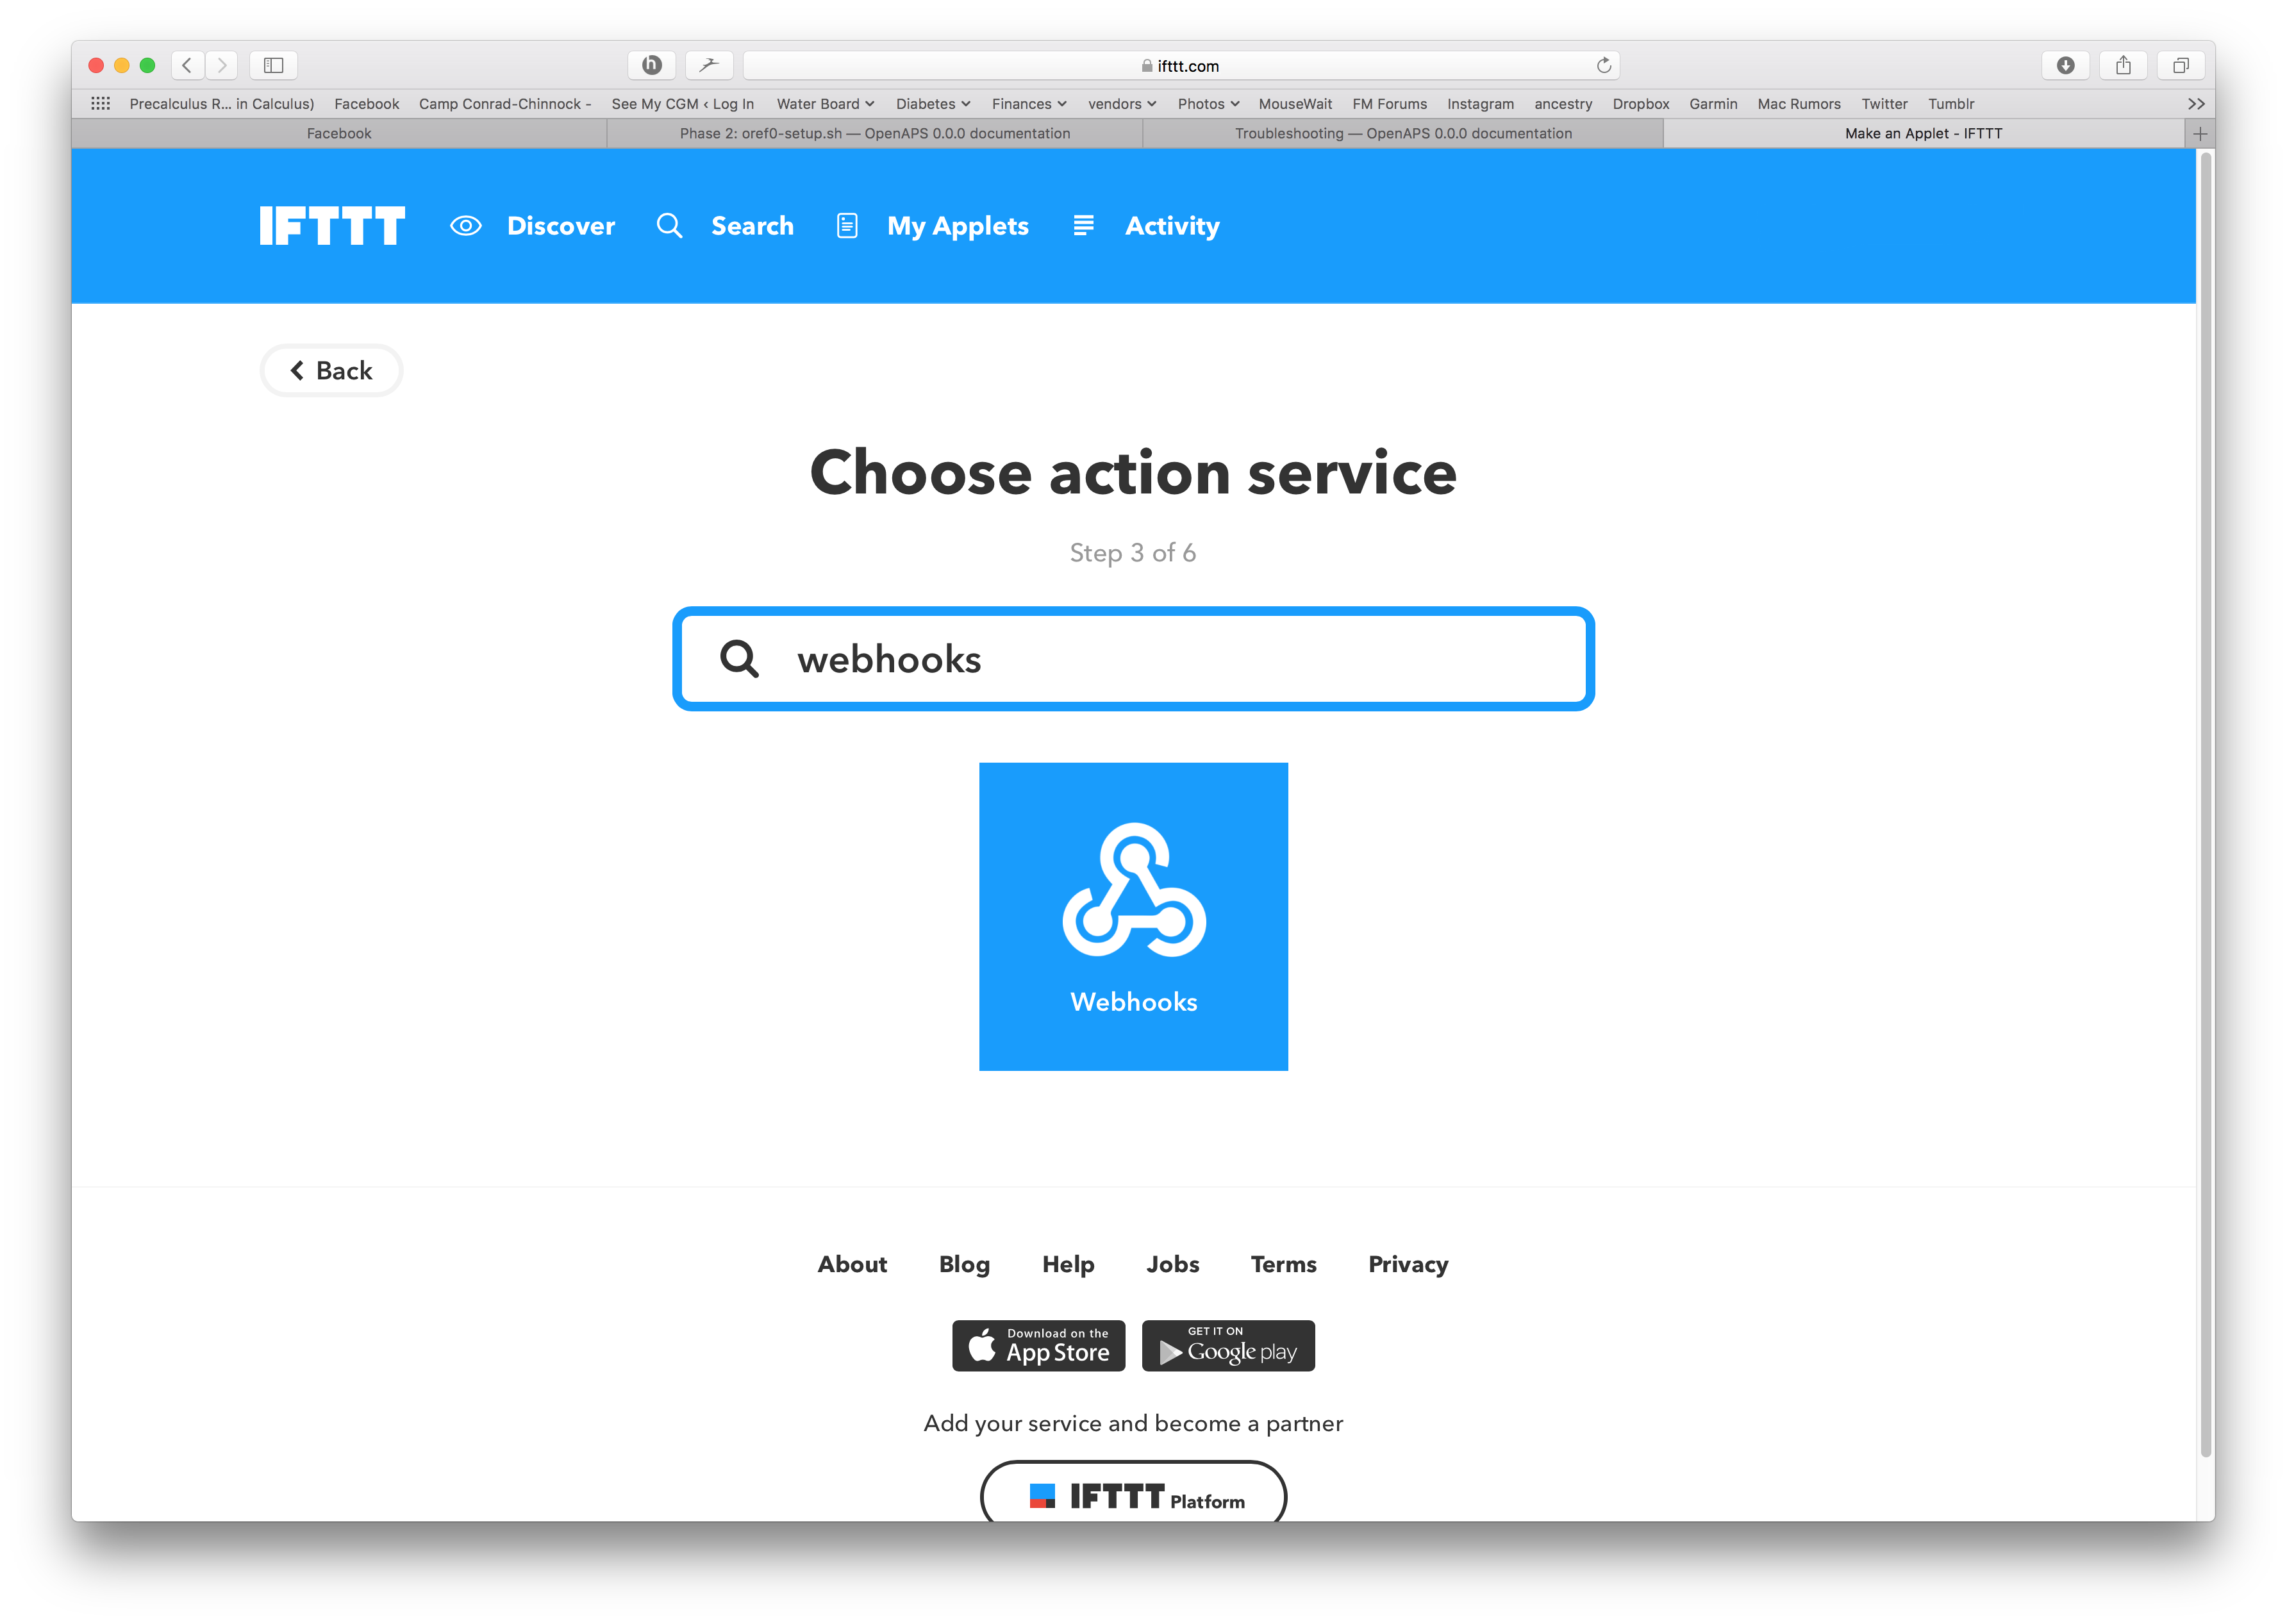 ifttt.com
Precalculus R... in Calculus) Facebook Camp Conrad-Chinnock - See My CGM ‹ Log In Water Board Diabetes Finances vendors Photos MouseWait FM Forums Instagram ancestry Dropbox Garmin Mac Rumors Twitter Tumblr
Facebook Phase 2: oref0-setup.sh — OpenAPS 0.0.0 documentation Troubleshooting — OpenAPS 0.0.0 documentation Make an Applet - IFTTT
IFTTT Discover Search My Applets Activity
Back
Choose action service
Step 3 of 6
webhooks
Webhooks
About Blog Help Jobs Terms Privacy
Download on the
App Store
GET IT ON
Google play
Add your service and become a partner
IFTTT Platform